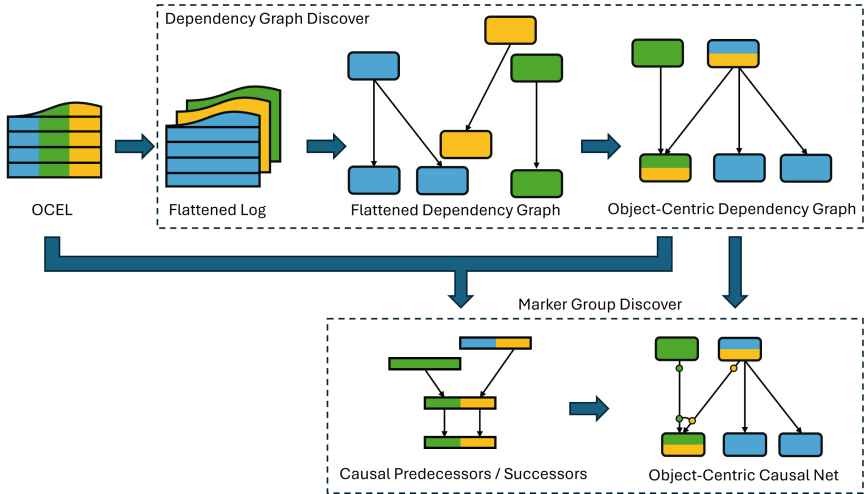 Dependency Graph Discover
OCEL
Flattened Log
Flattened Dependency Graph
Object-Centric Dependency Graph
Marker Group Discover
Causal Predecessors / Successors
Object-Centric Causal Net